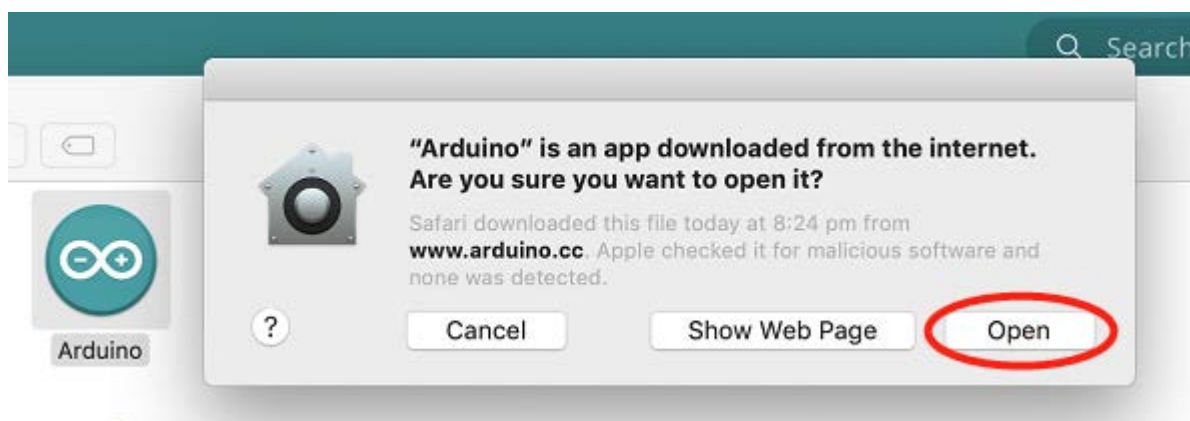 Search
“Arduino” is an app downloaded from the internet.
Are you sure you want to open it?
Safari downloaded this file today at 8:24 pm from
www.arduino.cc. Apple checked it for malicious software and
none was detected.
?
Cancel
Show Web Page
Open
Arduino